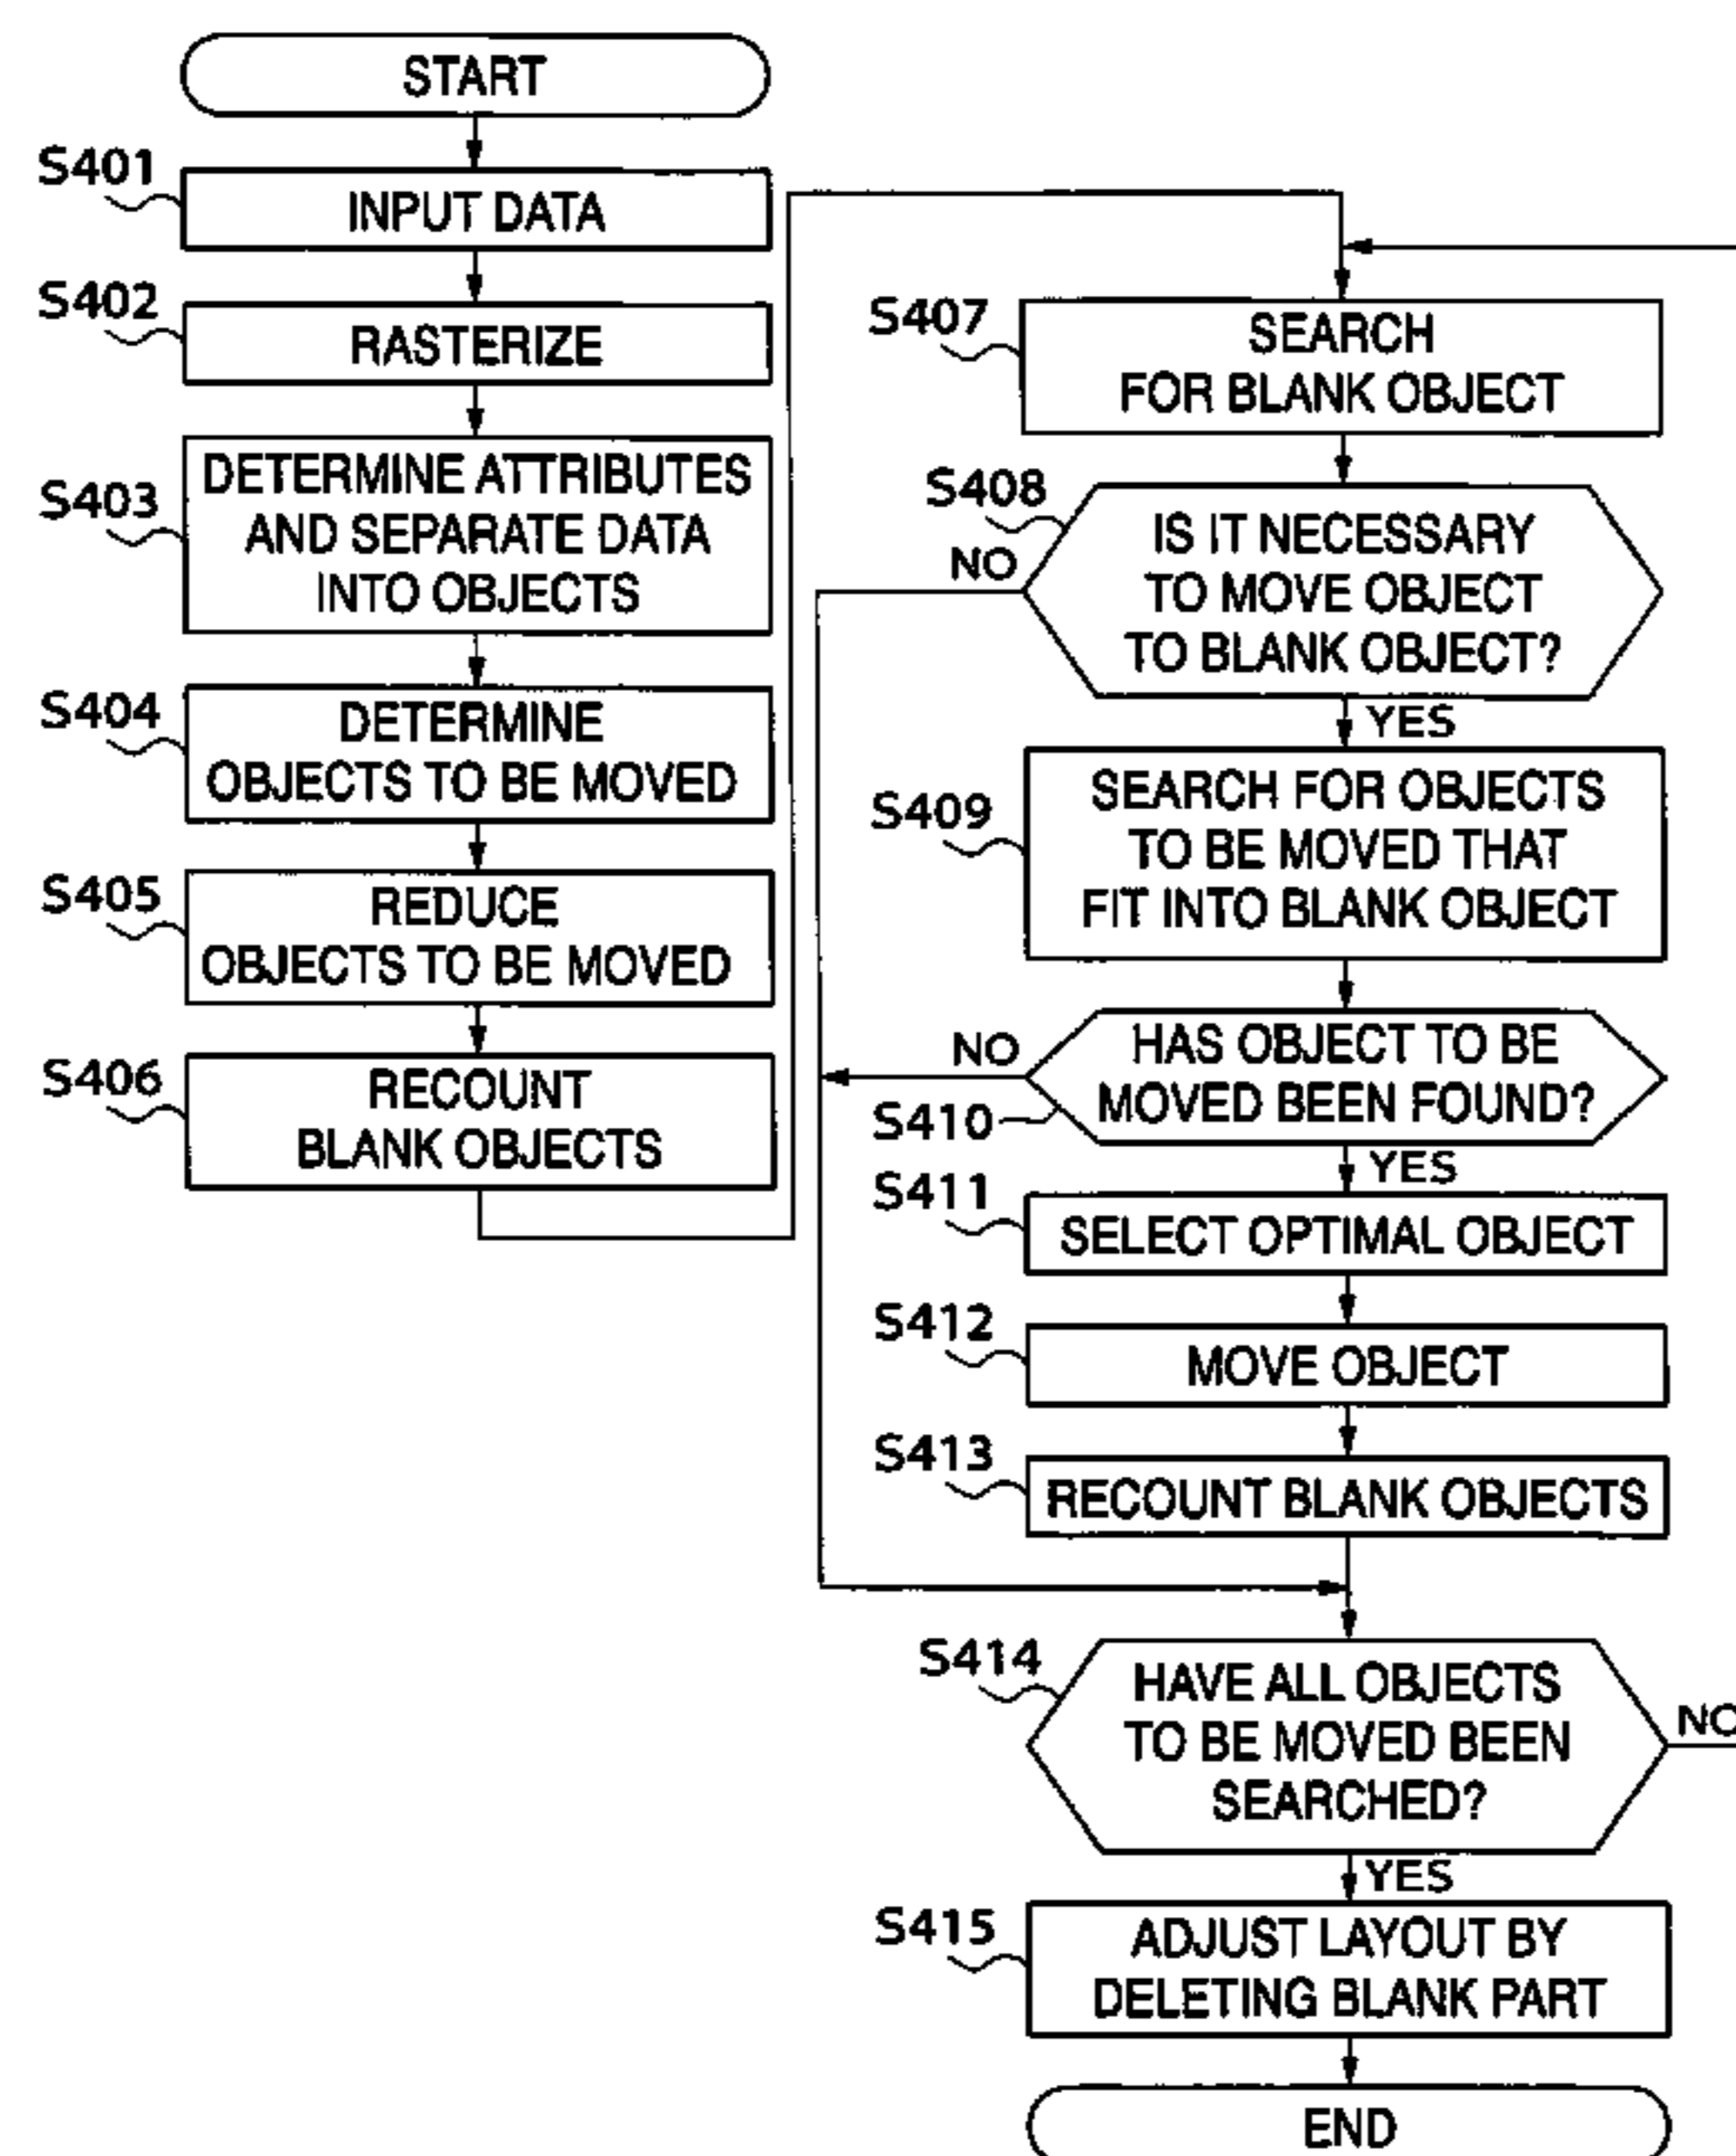 START
S401
INPUT DATA
S402
RASTERIZE
S403
DETERMINE ATTRIBUTES
AND SEPARATE DATA
INTO OBJECTS
S404
DETERMINE
OBJECTS TO BE MOVED
S405
REDUCE
OBJECTS TO BE MOVED
S406
RECOUNT
BLANK OBJECTS
S407
SEARCH
FOR BLANK OBJECT
S408
IS IT NECESSARY
TO MOVE OBJECT
TO BLANK OBJECT?
NO
YES
S409
SEARCH FOR OBJECTS
TO BE MOVED THAT
FIT INTO BLANK OBJECT
NO
HAS OBJECT TO BE
MOVED BEEN FOUND?
S410
YES
S411
SELECT OPTIMAL OBJECT
S412
MOVE OBJECT
S413
RECOUNT BLANK OBJECTS
S414
HAVE ALL OBJECTS
TO BE MOVED BEEN
SEARCHED?
NO
YES
S415
ADJUST LAYOUT BY
DELETING BLANK PART
END